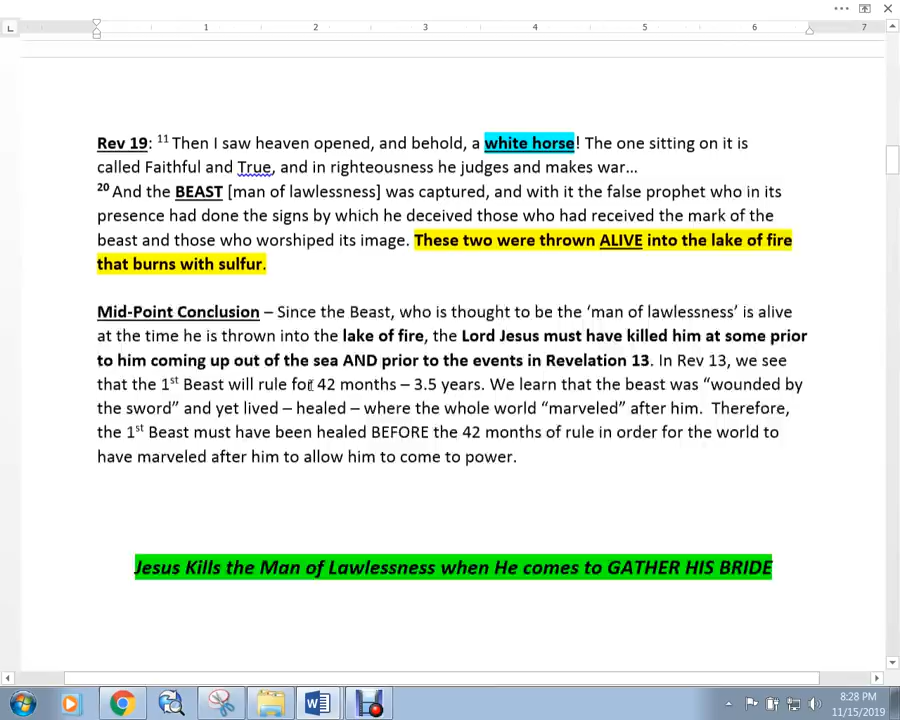 1 2 3 4 5 6 7
Rev 19: 11 Then I saw heaven opened, and behold, a white horse! The one sitting on it is
called Faithful and True, and in righteousness he judges and makes war...
20 And the BEAST [man of lawlessness] was captured, and with it the false prophet who in its
presence had done the signs by which he deceived those who had received the mark of the
beast and those who worshiped its image. These two were thrown ALIVE into the lake of fire
that burns with sulfur.
Mid-Point Conclusion – Since the Beast, who is thought to be the ‘man of lawlessness’ is alive
at the time he is thrown into the lake of fire, the Lord Jesus must have killed him at some prior
to him coming up out of the sea AND prior to the events in Revelation 13. In Rev 13, we see
that the 1st Beast will rule for 42 months – 3.5 years. We learn that the beast was “wounded by
the sword” and yet lived – healed – where the whole world “marveled” after him. Therefore,
the 1st Beast must have been healed BEFORE the 42 months of rule in order for the world to
have marveled after him to allow him to come to power.
Jesus Kills the Man of Lawlessness when He comes to GATHER HIS BRIDE
8:28 PM
11/15/2019